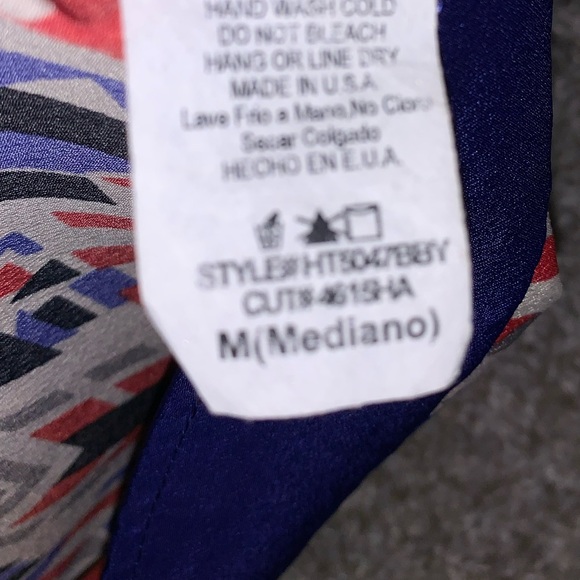 HAND WASH COLD
DO NOT BLEACH
HANG OR LINE DRY
MADE IN U.S.A
Lave Frio a Mano,No Cloro
Secar Colgado
HECHO EN E.U.A.
STYLE# HT5047BBY
CUT# 4615HA
M(Mediano)